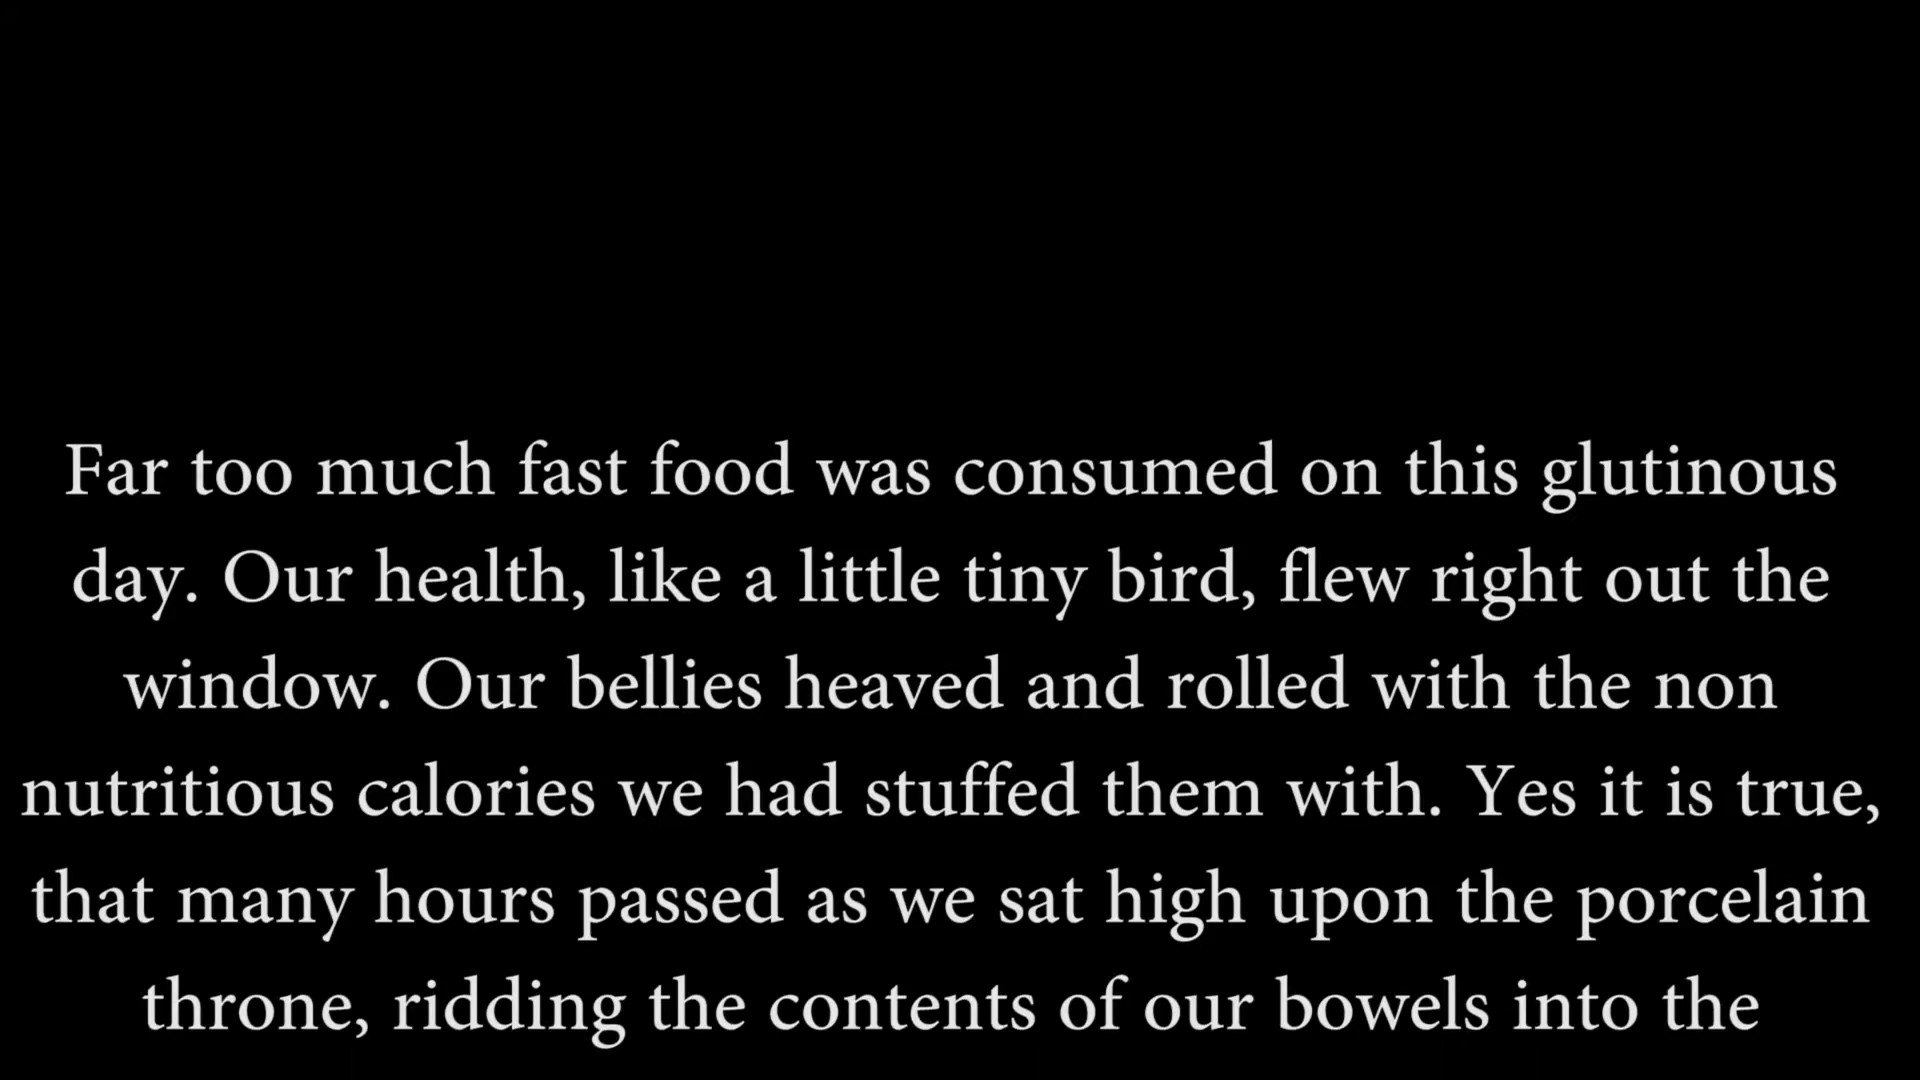 Far too much fast food was consumed on this glutinous
day. Our health, like a little tiny bird, flew right out the
window. Our bellies heaved and rolled with the non
nutritious calories we had stuffed them with. Yes it is true,
that many hours passed as we sat high upon the porcelain
throne, ridding the contents of our bowels into the